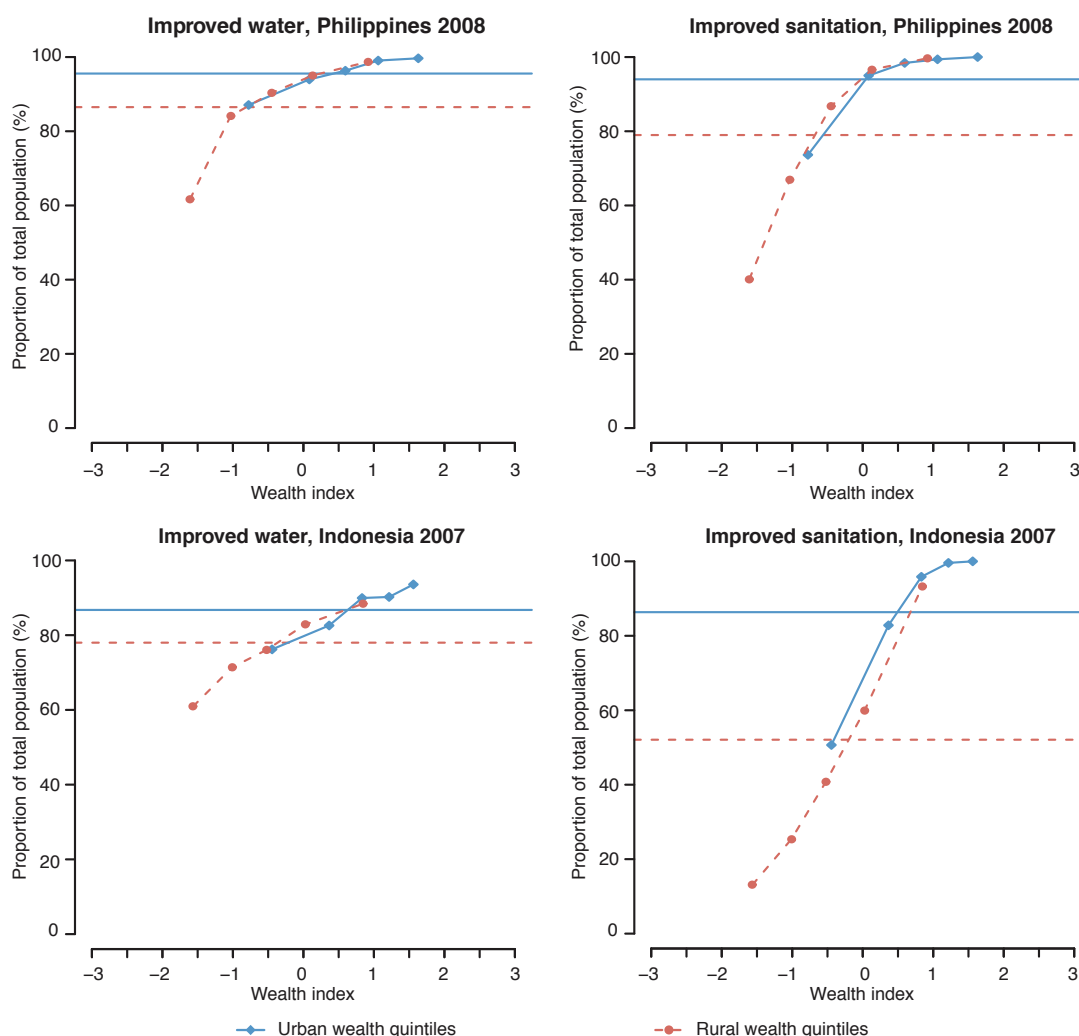 Improved water, Philippines 2008
Proportion of total population (%)
100
80
60
40
20
0
−3 −2 −1 0 1 2 3
Wealth index
Improved sanitation, Philippines 2008
Proportion of total population (%)
100
80
60
40
20
0
−3 −2 −1 0 1 2 3
Wealth index
Improved water, Indonesia 2007
Proportion of total population (%)
100
80
60
40
20
0
−3 −2 −1 0 1 2 3
Wealth index
Improved sanitation, Indonesia 2007
Proportion of total population (%)
100
80
60
40
20
0
−3 −2 −1 0 1 2 3
Wealth index
Urban wealth quintiles
Rural wealth quintiles